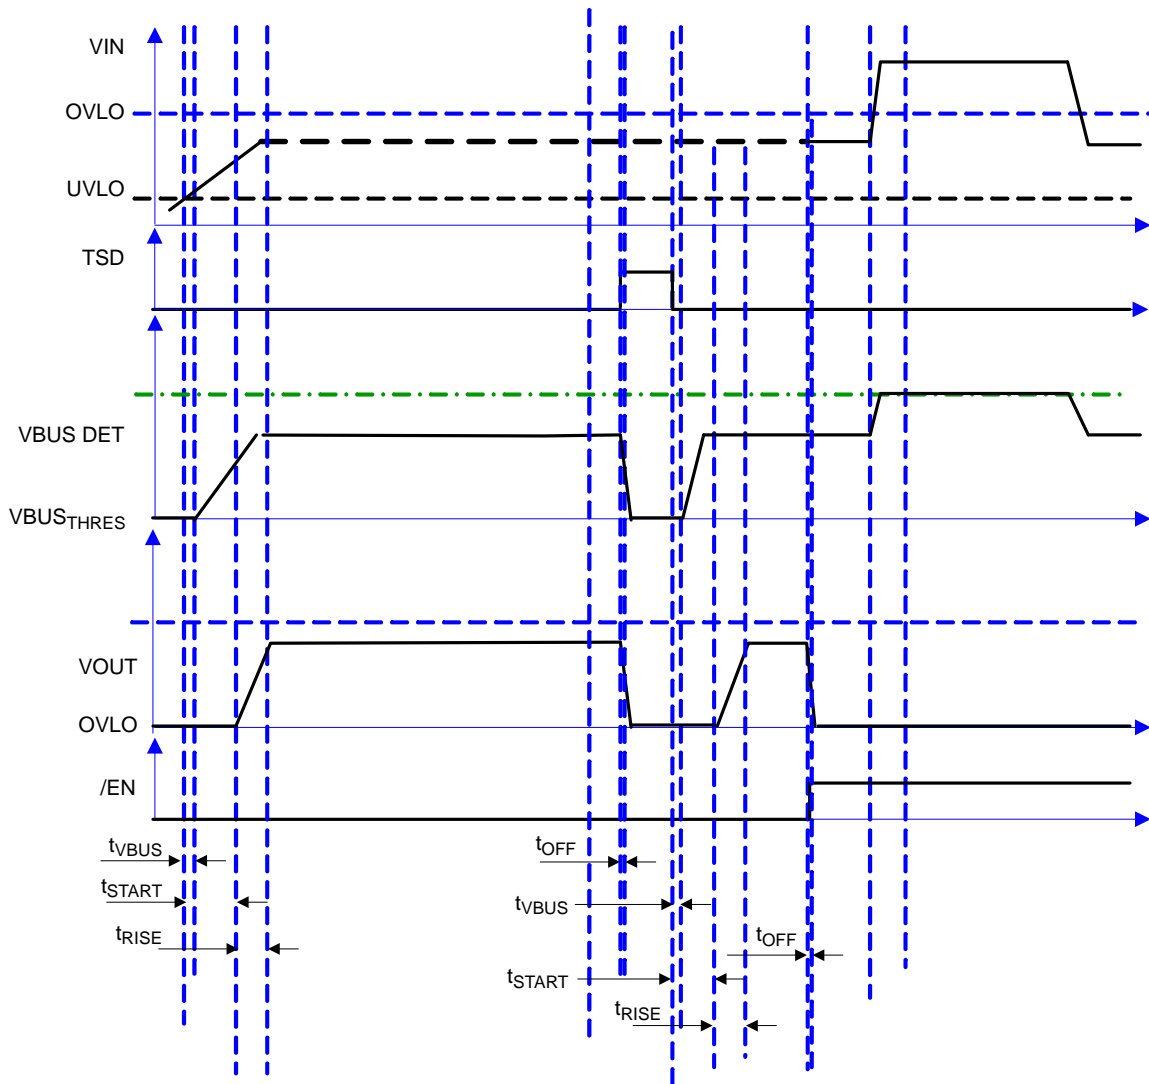 VIN
OVLO
UVLO
TSD
VBUS DET
VBUSTHRES
VOUT
OVLO
/EN
tVBUS
tOFF
tSTART
tVBUS
tRISE
tOFF
tSTART
tRISE